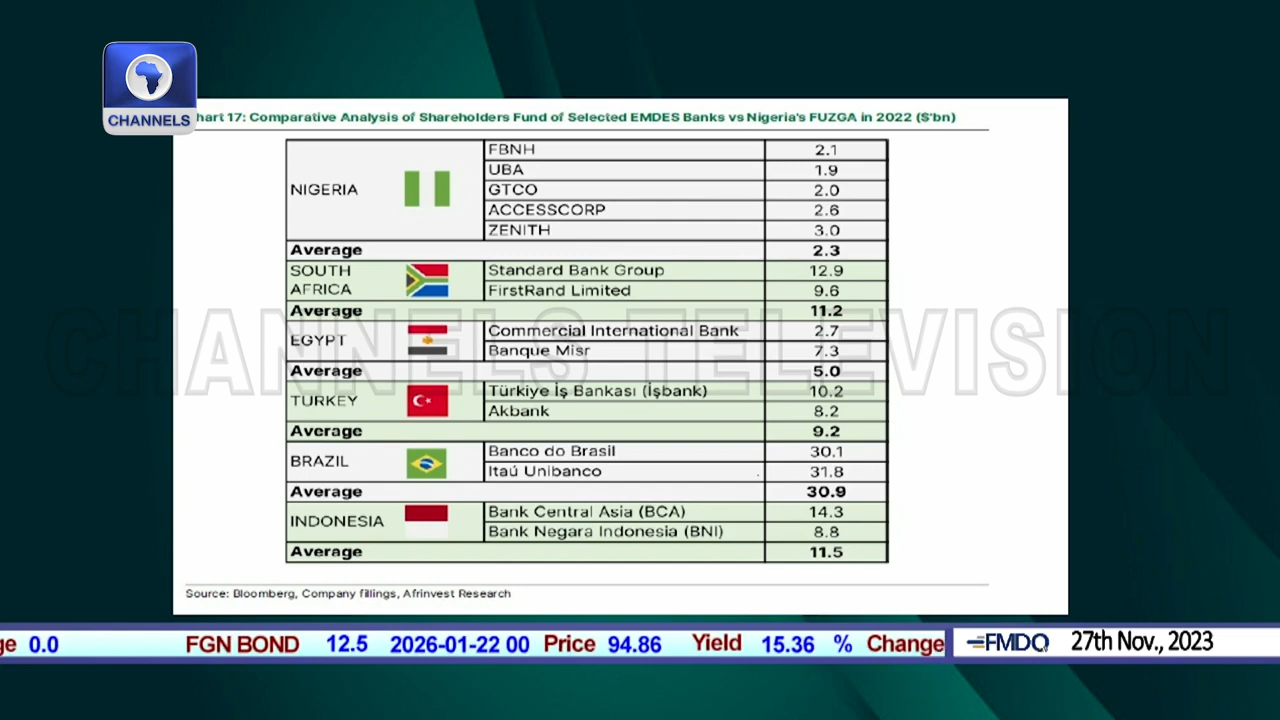 CHANNELS
hart 17: Comparative Analysis of Shareholders Fund of Selected EMDES Banks vs Nigeria's FUZGA in 2022 ($'bn)
NIGERIA
FBNH 2.1
UBA 1.9
GTCO 2.0
ACCESSCORP 2.6
ZENITH 3.0
Average 2.3
SOUTH AFRICA
Standard Bank Group 12.9
FirstRand Limited 9.6
Average 11.2
EGYPT
Commercial International Bank 2.7
Banque Misr 7.3
Average 5.0
TURKEY
Türkiye İş Bankası (İşbank) 10.2
Akbank 8.2
Average 9.2
BRAZIL
Banco do Brasil 30.1
Itaú Unibanco 31.8
Average 30.9
INDONESIA
Bank Central Asia (BCA) 14.3
Bank Negara Indonesia (BNI) 8.8
Average 11.5
CHANNELS TELEVISION
Source: Bloomberg, Company fillings, Afrinvest Research
ge 0.0 FGN BOND 12.5 2026-01-22 00 Price 94.86 Yield 15.36 % Change
FMDQ 27th Nov., 2023